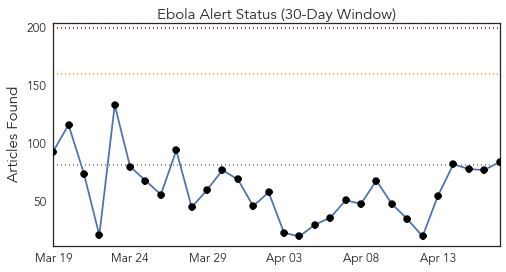 Ebola Alert Status (30-Day Window)
200
150
100
50
Articles Found
Mar 19 Mar 24 Mar 29 Apr 03 Apr 08 Apr 13